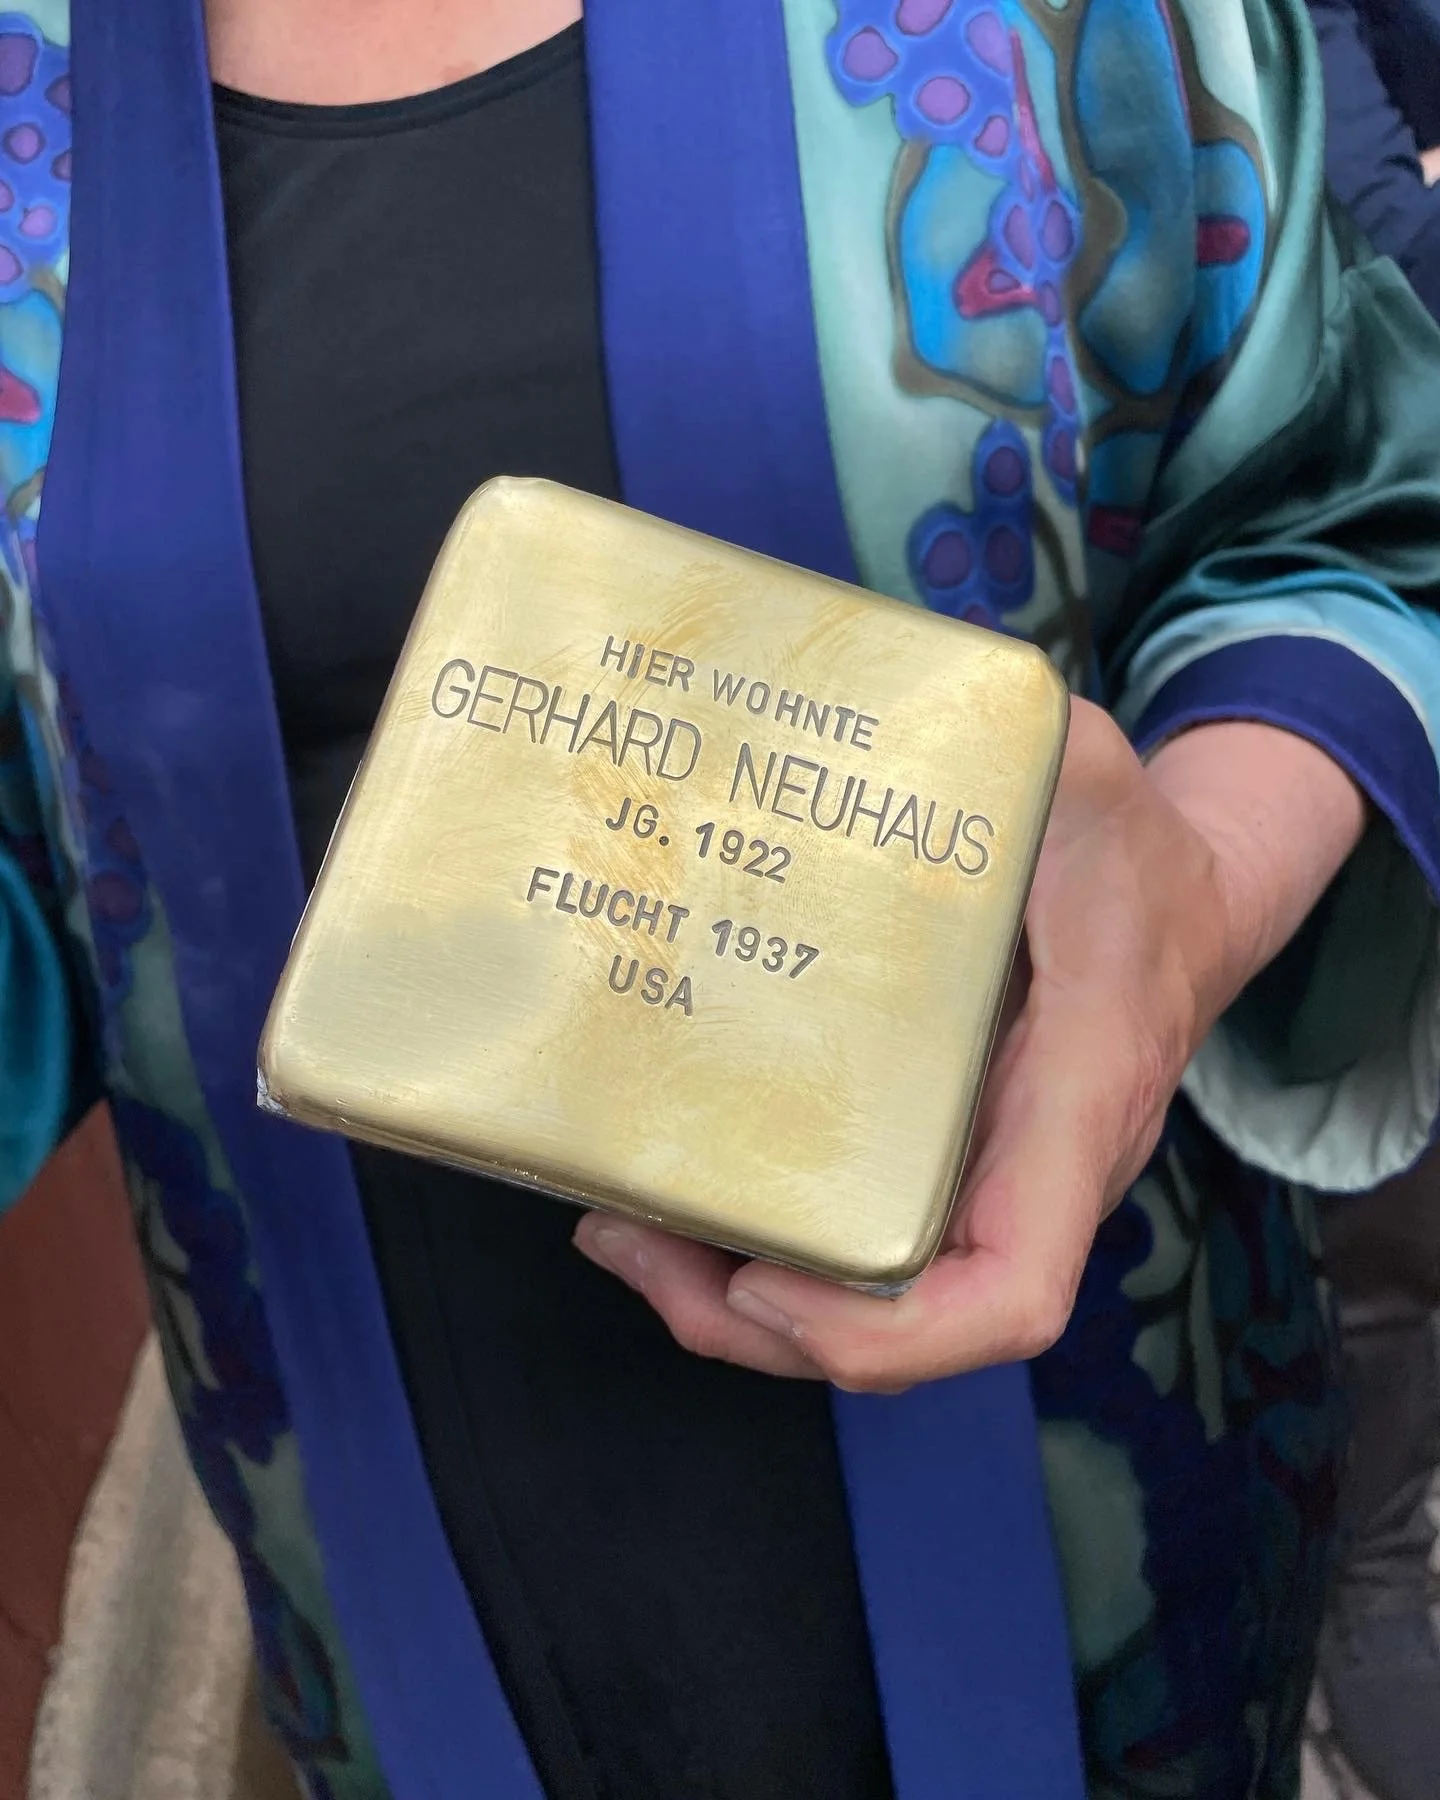 HIER WOHNTE
GERHARD NEUHAUS
JG. 1922
FLUCHT 1937
USA